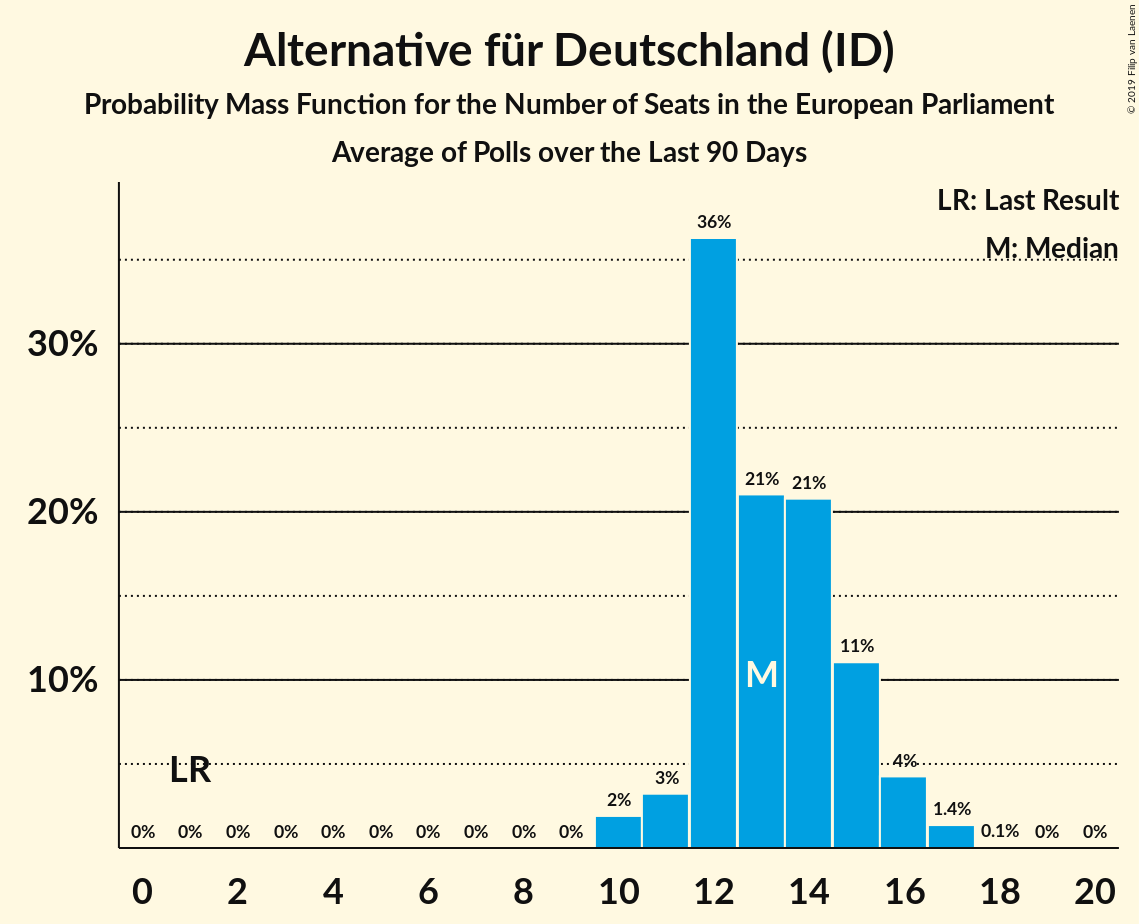 Alternative für Deutschland (ID)
Probability Mass Function for the Number of Seats in the European Parliament
Average of Polls over the Last 90 Days
© 2019 Filip van Laenen
LR: Last Result
M: Median
36%
30%
21% 21%
20%
11%
M
10%
LR
4%
3%
2%
1.4%
0% 0% 0% 0% 0% 0% 0% 0% 0% 0% 0.1% 0% 0%
0 2 4 6 8 10 12 14 16 18 20